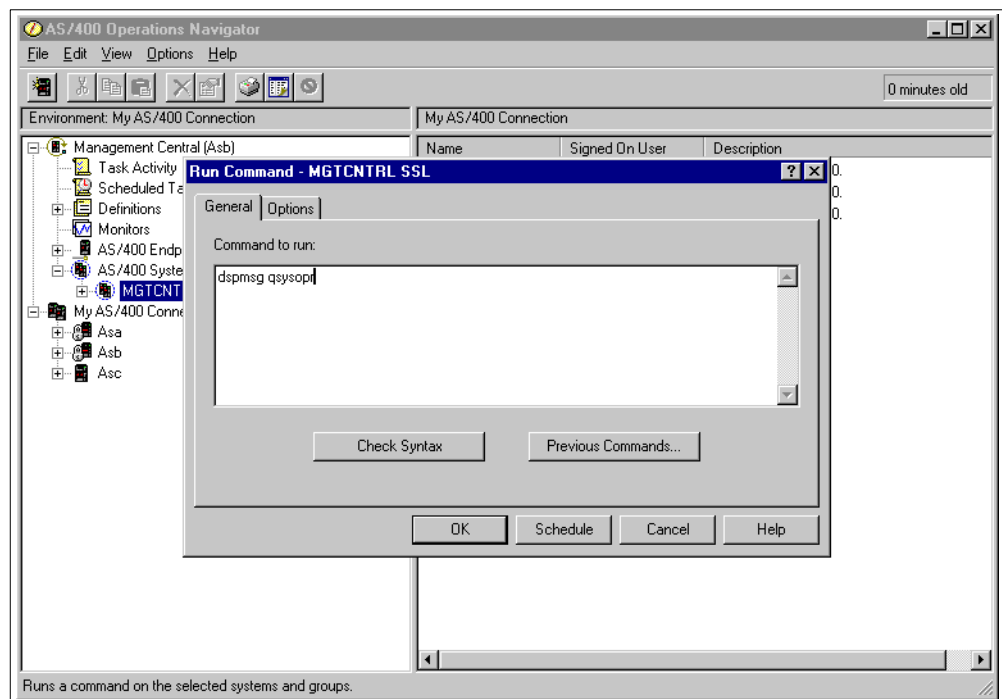 AS/400 Operations Navigator
File Edit View Options Help
0 minutes old
Environment: My AS/400 Connection
My AS/400 Connection
Management Central (Asb)
Task Activity
Scheduled Ta
Definitions
Monitors
AS/400 Endp
AS/400 Syste
MGTCNT
My AS/400 Conne
Asa
Asb
Asc
Name Signed On User Description
0.
0.
0.
Run Command - MGTCNTRL SSL
General Options
Command to run:
dspmsg qsysopr
Check Syntax Previous Commands...
OK Schedule Cancel Help
Runs a command on the selected systems and groups.